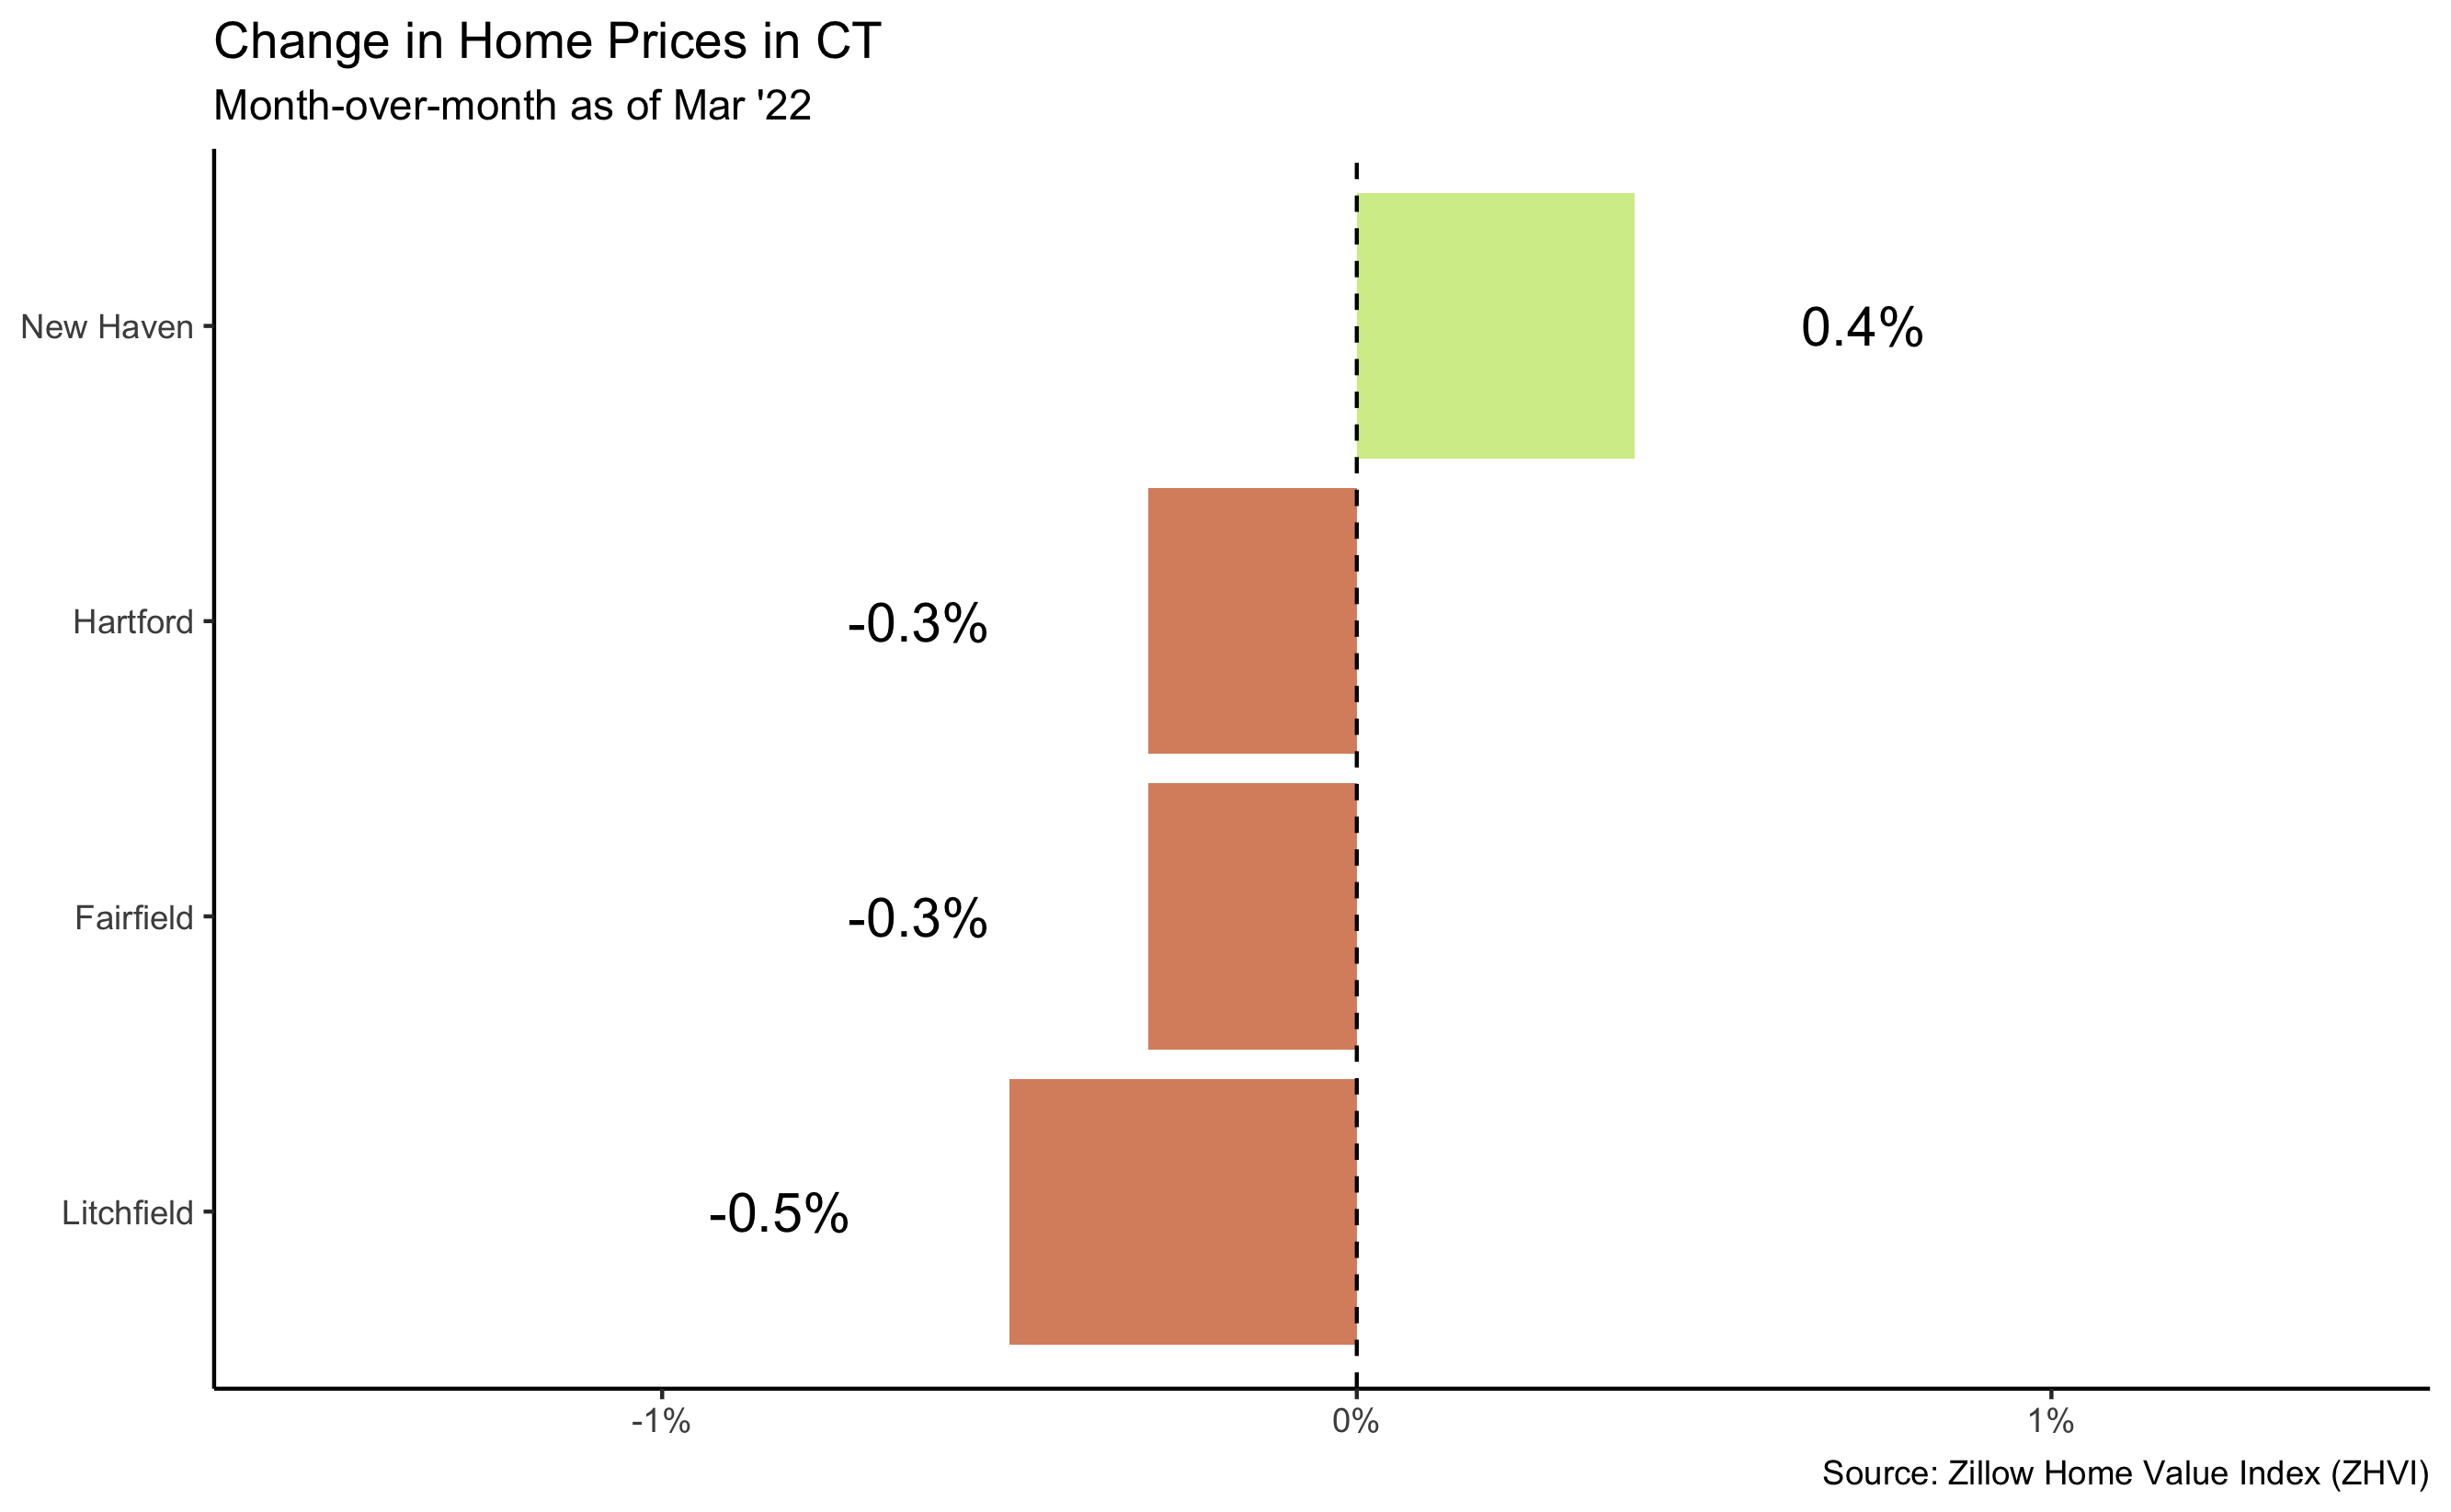 Change in Home Prices in CT
Month-over-month as of Mar '22
New Haven
0.4%
Hartford
-0.3%
Fairfield
-0.3%
Litchfield
-0.5%
-1%
0%
1%
Source: Zillow Home Value Index (ZHVI)